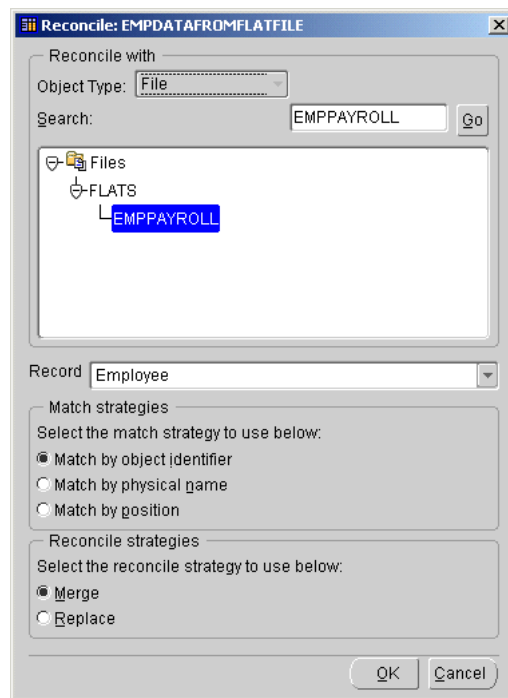 Reconcile: EMPDATAFROMFLATFILE
Reconcile with
Object Type: File
Search: EMPPAYROLL Go
Files
FLATS
EMPPAYROLL
Record Employee
Match strategies
Select the match strategy to use below:
Match by object identifier
Match by physical name
Match by position
Reconcile strategies
Select the reconcile strategy to use below:
Merge
Replace
OK Cancel